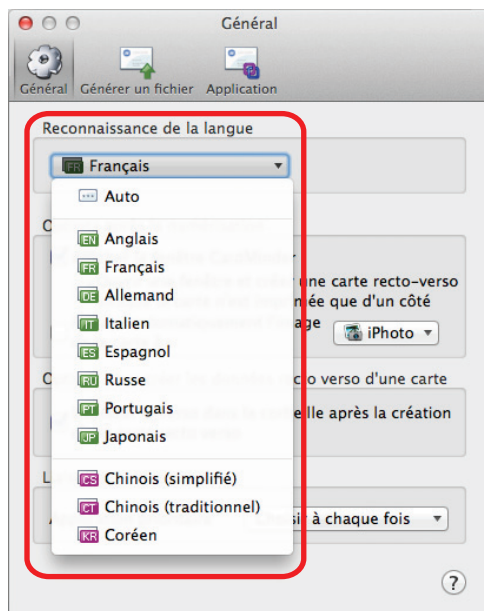 Général
Général Générer un fichier Application
Reconnaissance de la langue
FR Français
Auto
EN Anglais
FR Français
DE Allemand
IT Italien
ES Espagnol
RU Russe
PT Portugais
JP Japonais
CS Chinois (simplifié)
CT Chinois (traditionnel)
KR Coréen
une carte recto-verso
que d'un côté
iPhoto
recto verso d'une carte
après la création
à chaque fois
?